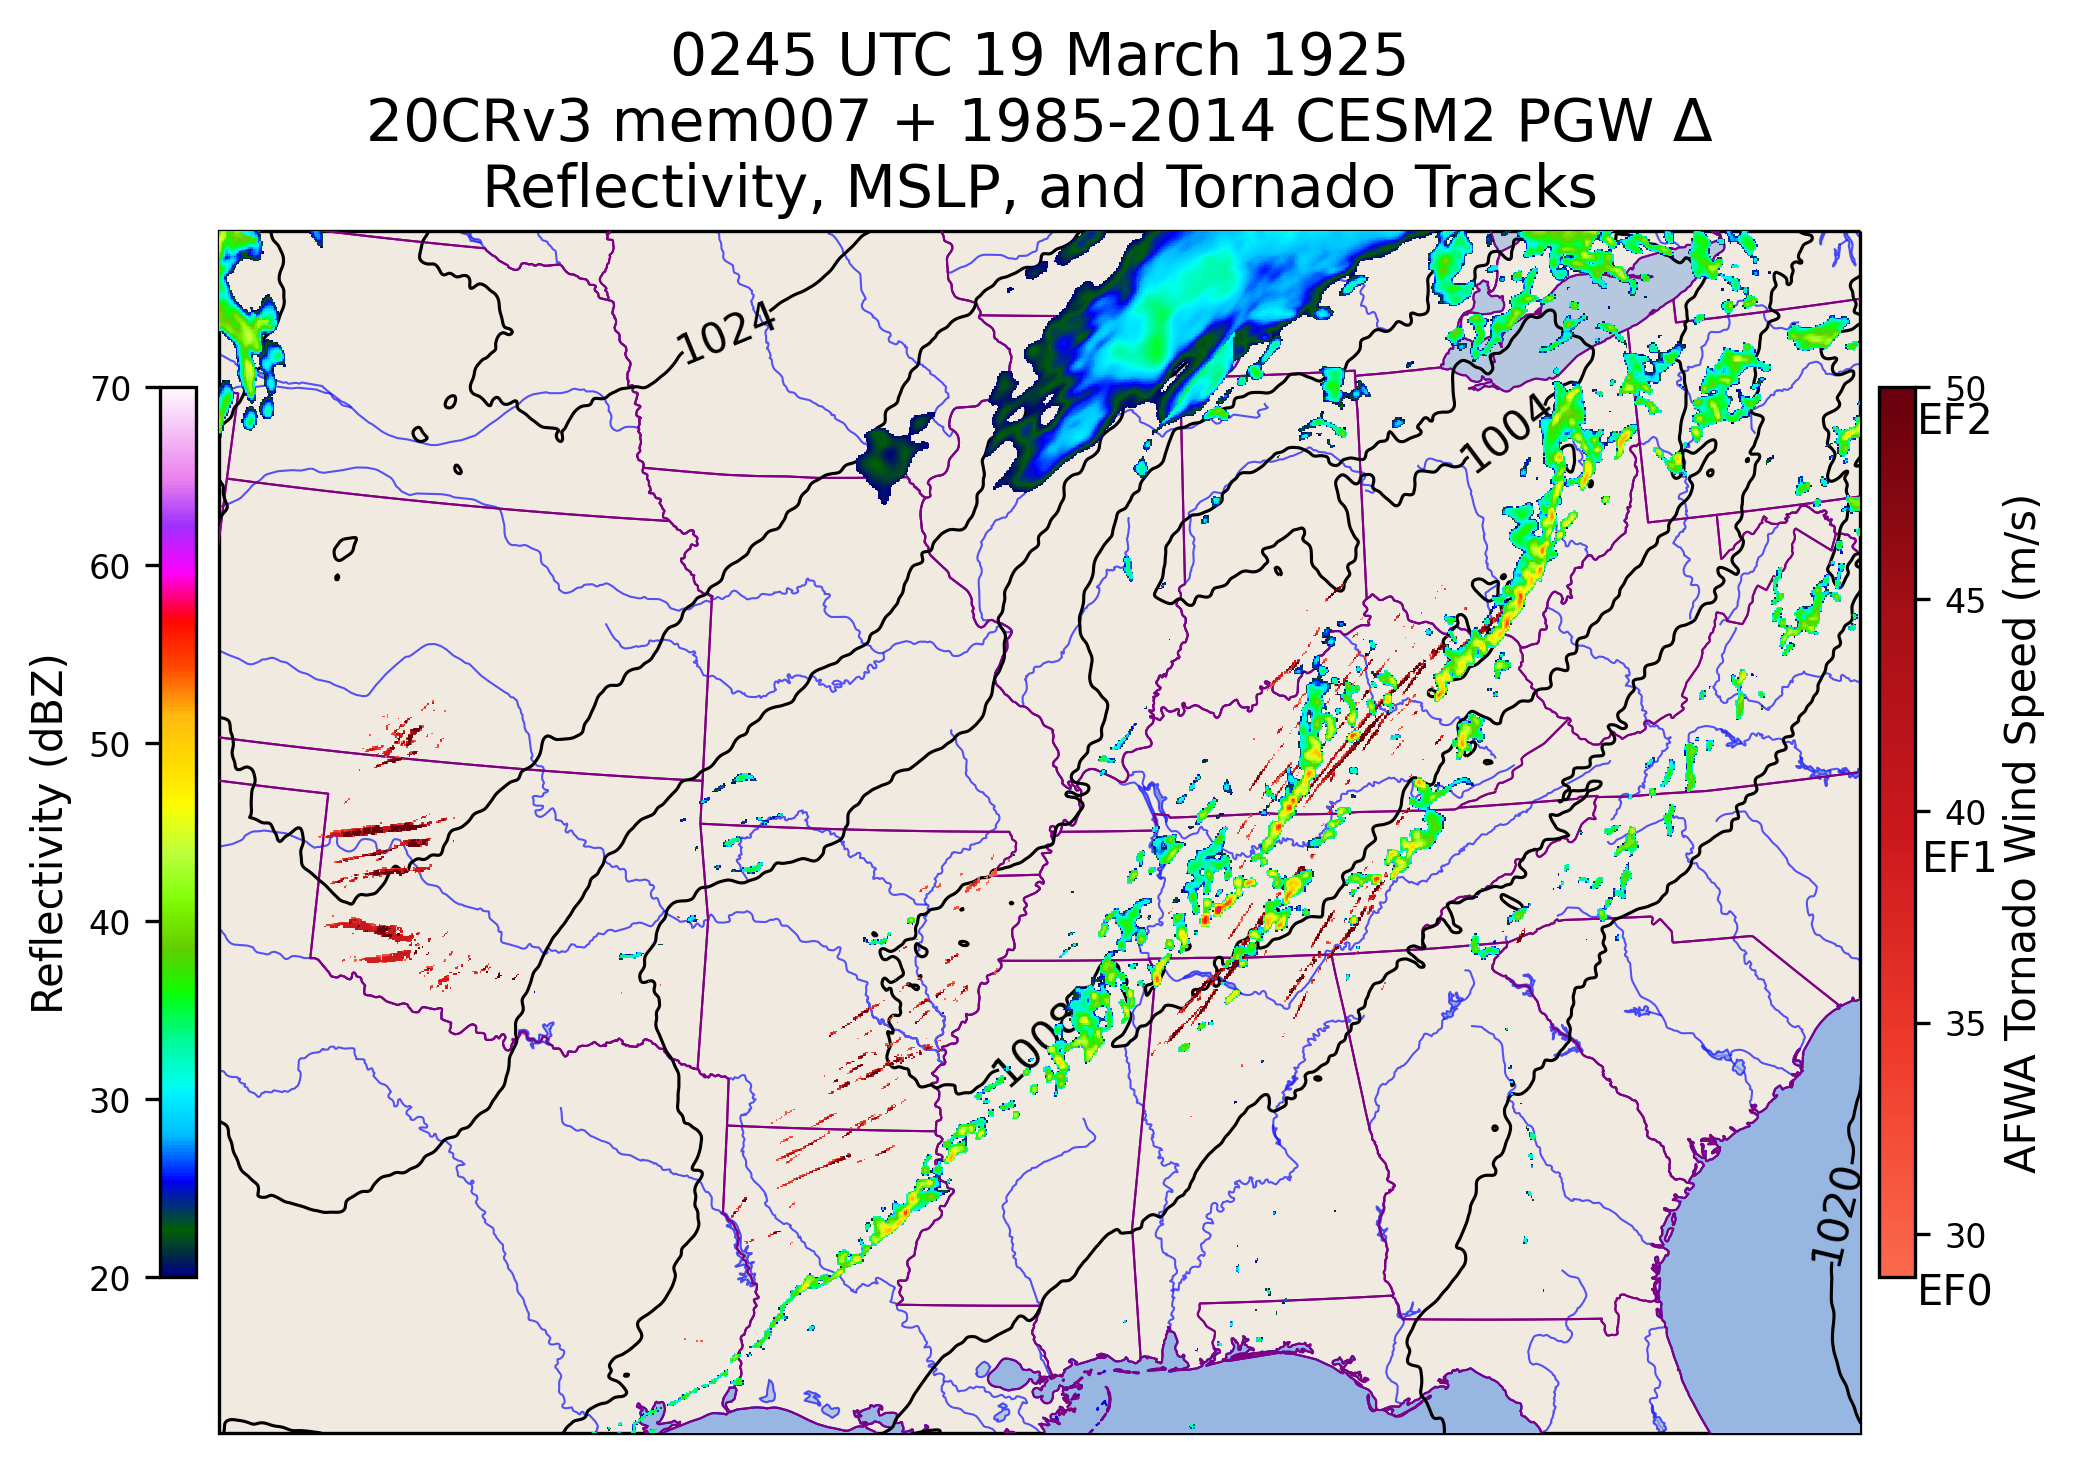 0245 UTC 19 March 1925
20CRv3 mem007 + 1985-2014 CESM2 PGW Δ
Reflectivity, MSLP, and Tornado Tracks
70
60
50
40
30
20
Reflectivity (dBZ)
1024
1004
1008
1020
50
EF2
45
40
EF1
35
30
EF0
AFWA Tornado Wind Speed (m/s)